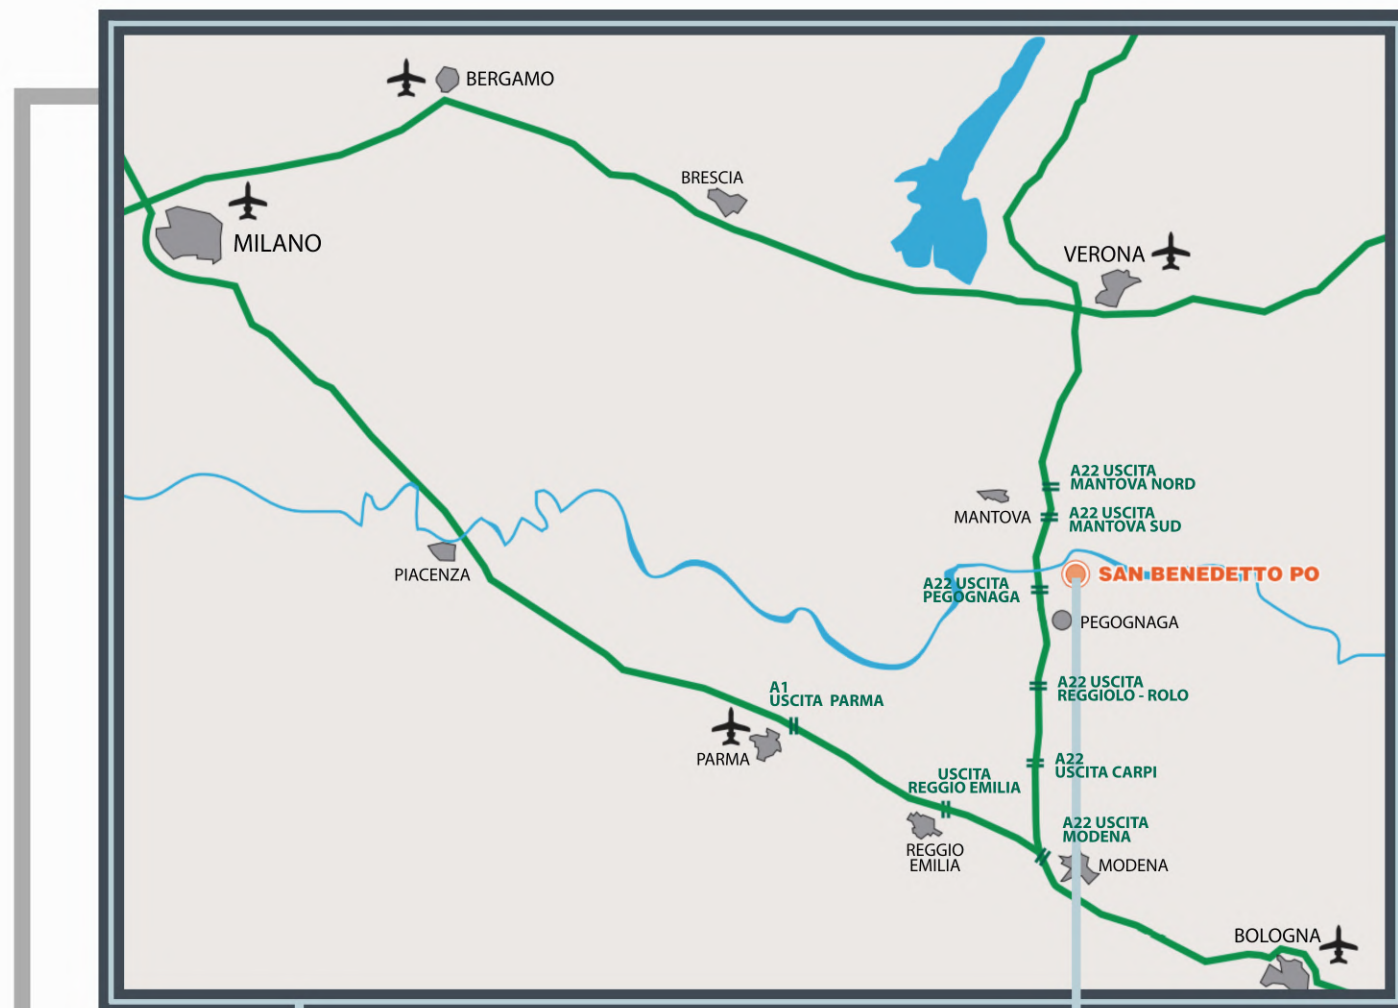 BERGAMO
BRESCIA
MILANO
VERONA
A22 USCITA
MANTOVA NORD
MANTOVA
A22 USCITA
MANTOVA SUD
PIACENZA
SAN BENEDETTO PO
A22 USCITA
PEGOGNAGA
PEGOGNAGA
A1
USCITA PARMA
A22 USCITA
REGGIOLO - ROLO
PARMA
USCITA
REGGIO EMILIA
A22
USCITA CARPI
A22 USCITA
MODENA
REGGIO
EMILIA
MODENA
BOLOGNA